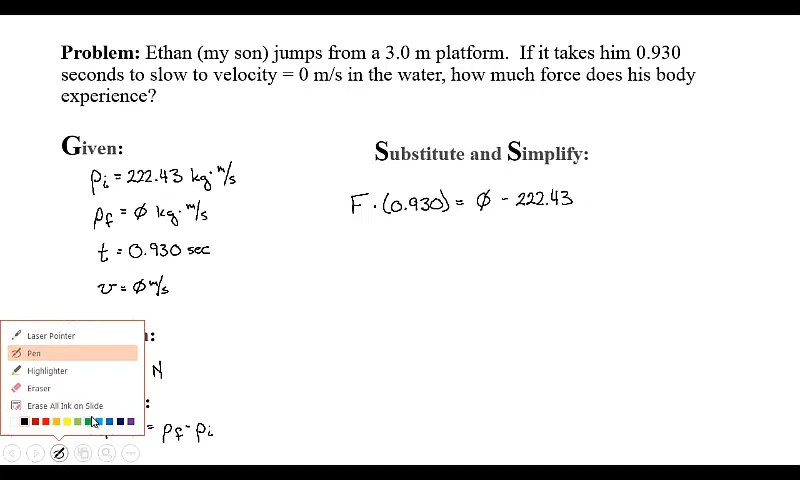 Problem: Ethan (my son) jumps from a 3.0 m platform. If it takes him 0.930
seconds to slow to velocity = 0 m/s in the water, how much force does his body
experience?
Given:
pi = 222.43 kg·m/s
pf = ∅ kg·m/s
t = 0.930 sec
v = ∅ m/s
Substitute and Simplify:
F · (0.930) = ∅ - 222.43
Laser Pointer
Pen
Highlighter
Eraser
Erase All Ink on Slide
:
N
:
= pf - pi